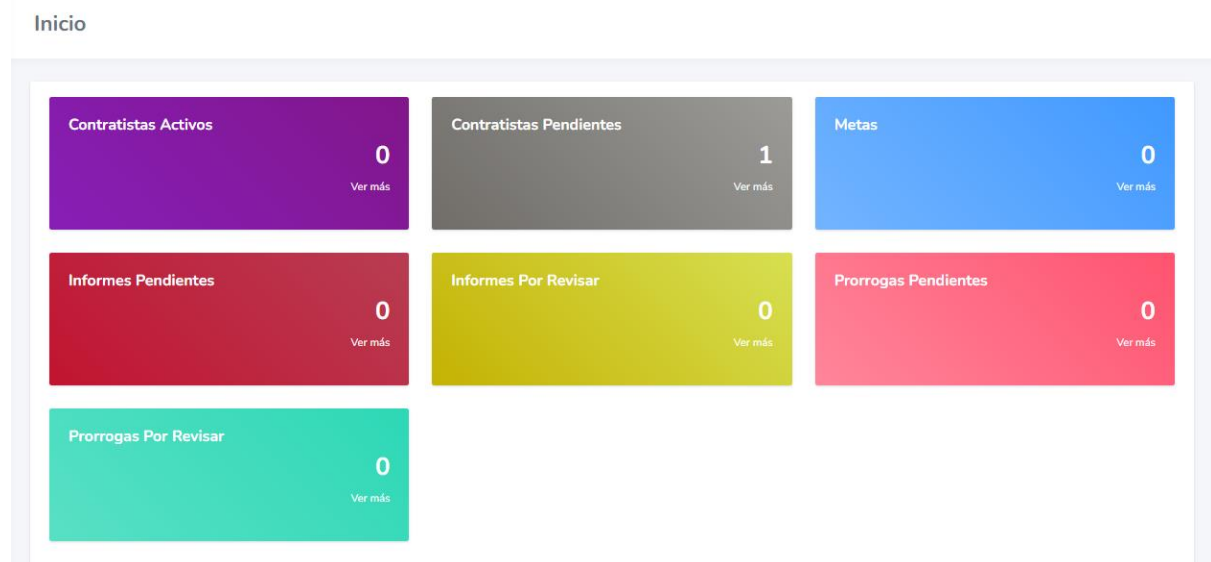 Inicio
Contratistas Activos
0
Ver más
Contratistas Pendientes
1
Ver más
Metas
0
Ver más
Informes Pendientes
0
Ver más
Informes Por Revisar
0
Ver más
Prorrogas Pendientes
0
Ver más
Prorrogas Por Revisar
0
Ver más